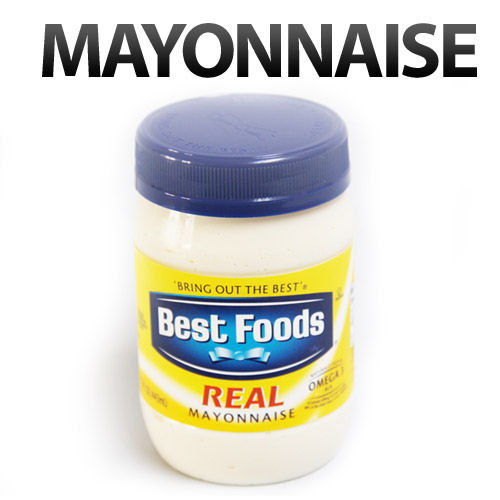 MAYONNAISE
'BRING OUT THE BEST'®
Best Foods
REAL
MAYONNAISE
OMEGA 3